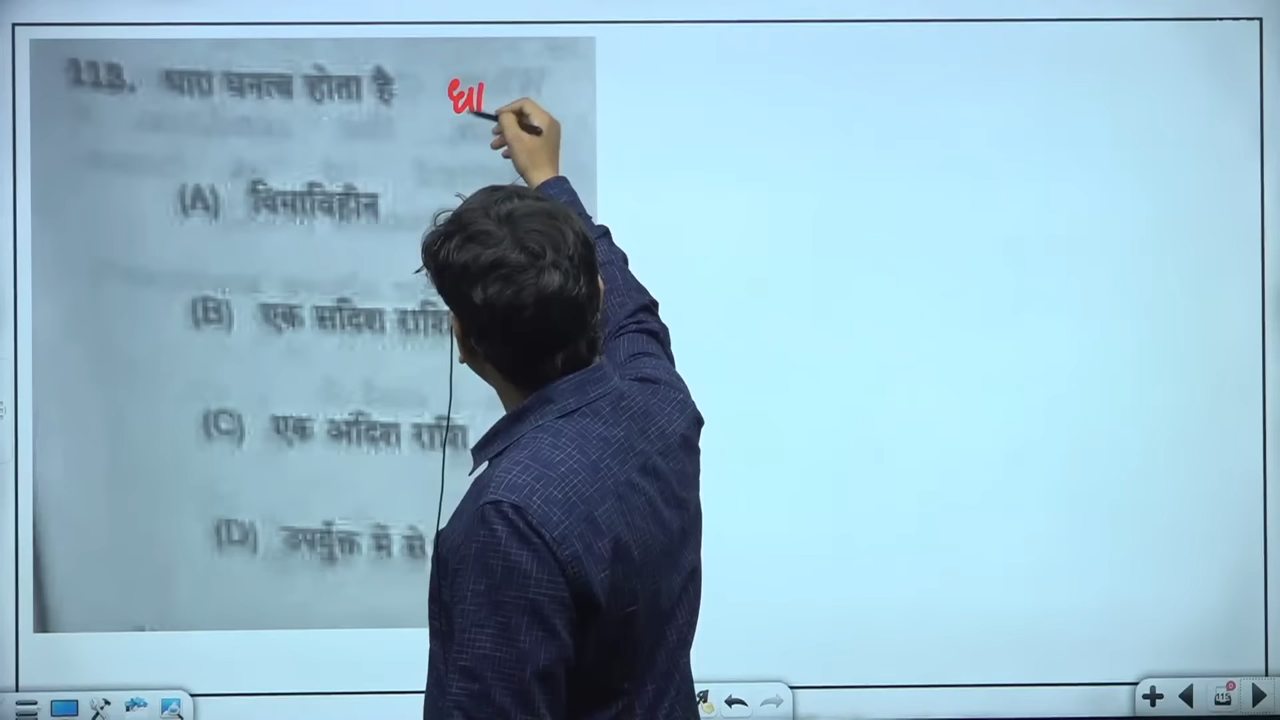 113. धारा घनत्व होता है
धा
(A) विमाविहीन
(B) एक सदिश राशि
(C) एक अदिश राशि
(D) उपर्युक्त में से